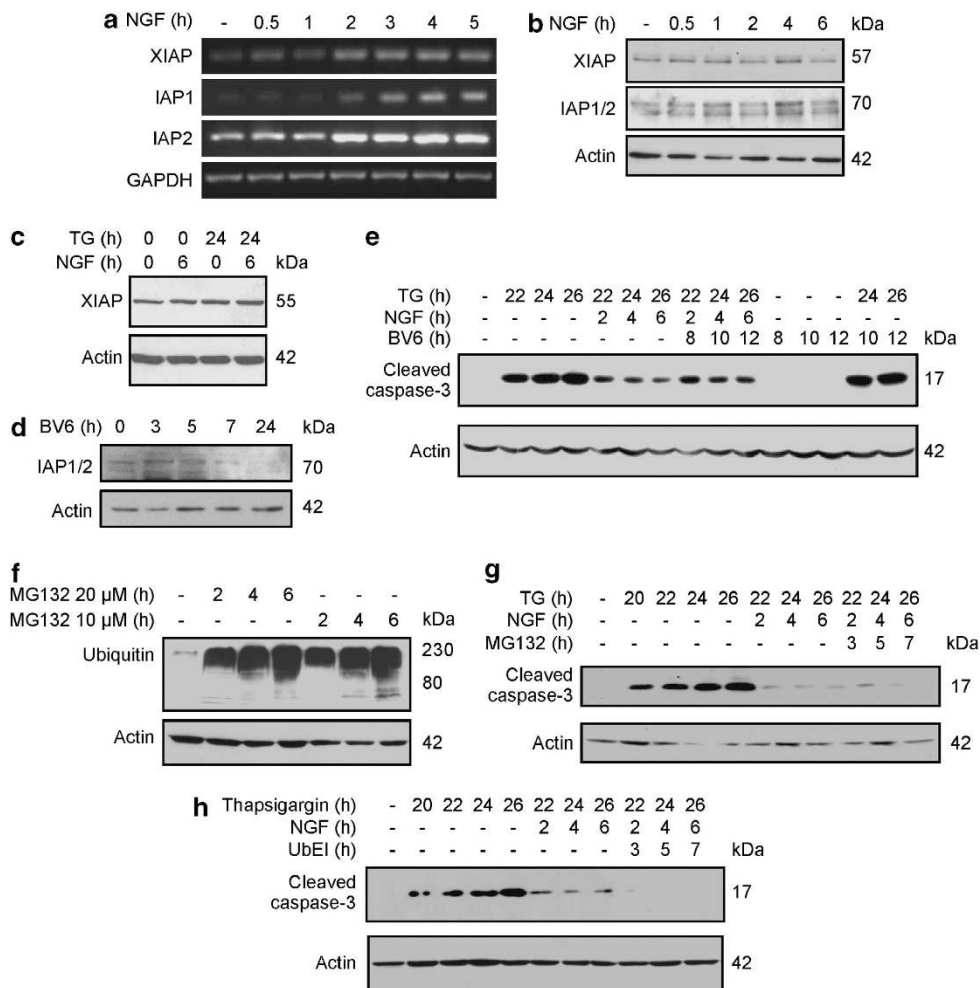 a NGF (h) - 0.5 1 2 3 4 5
XIAP
IAP1
IAP2
GAPDH
b NGF (h) - 0.5 1 2 4 6 kDa
XIAP 57
IAP1/2 70
Actin 42
c TG (h) 0 0 24 24
NGF (h) 0 6 0 6 kDa
XIAP 55
Actin 42
d BV6 (h) 0 3 5 7 24 kDa
IAP1/2 70
Actin 42
e
TG (h) - 22 24 26 22 24 26 22 24 26 - - - 24 26
NGF (h) - - - - 2 4 6 2 4 6 - - - - -
BV6 (h) - - - - - - - 8 10 12 8 10 12 10 12 kDa
Cleaved
caspase-3 17
Actin 42
f
MG132 20 µM (h) - 2 4 6 - - -
MG132 10 µM (h) - - - - 2 4 6 kDa
Ubiquitin 230
80
Actin 42
g
TG (h) - 20 22 24 26 22 24 26 22 24 26
NGF (h) - - - - - 2 4 6 2 4 6
MG132 (h) - - - - - - - - 3 5 7 kDa
Cleaved
caspase-3 17
Actin 42
h Thapsigargin (h) - 20 22 24 26 22 24 26 22 24 26
NGF (h) - - - - - 2 4 6 2 4 6
UbEI (h) - - - - - - - - 3 5 7 kDa
Cleaved
caspase-3 17
Actin 42